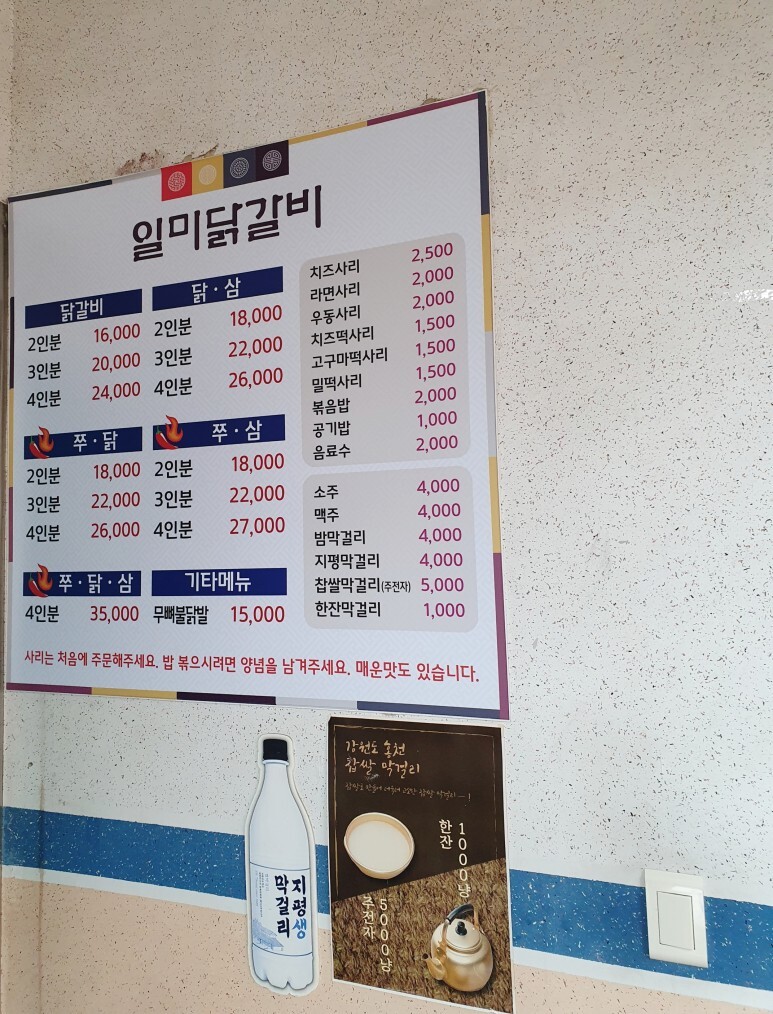 일미닭갈비
닭갈비
2인분 16,000
3인분 20,000
4인분 24,000
닭·삼
2인분 18,000
3인분 22,000
4인분 26,000
쭈·닭
2인분 18,000
3인분 22,000
4인분 26,000
쭈·삼
2인분 18,000
3인분 22,000
4인분 27,000
쭈·닭·삼
4인분 35,000
기타메뉴
무뼈불닭발 15,000
치즈사리 2,500
라면사리 2,000
우동사리 2,000
치즈떡사리 1,500
고구마떡사리 1,500
밀떡사리 1,500
볶음밥 2,000
공기밥 1,000
음료수 2,000
소주 4,000
맥주 4,000
밤막걸리 4,000
지평막걸리 4,000
찹쌀막걸리(주전자) 5,000
한잔막걸리 1,000
사리는 처음에 주문해주세요. 밥 볶으시려면 양념을 남겨주세요. 매운맛도 있습니다.
지평생
막걸리
강원도 홍천
찹쌀 막걸리
한잔
1000냥
주전자
5000냥